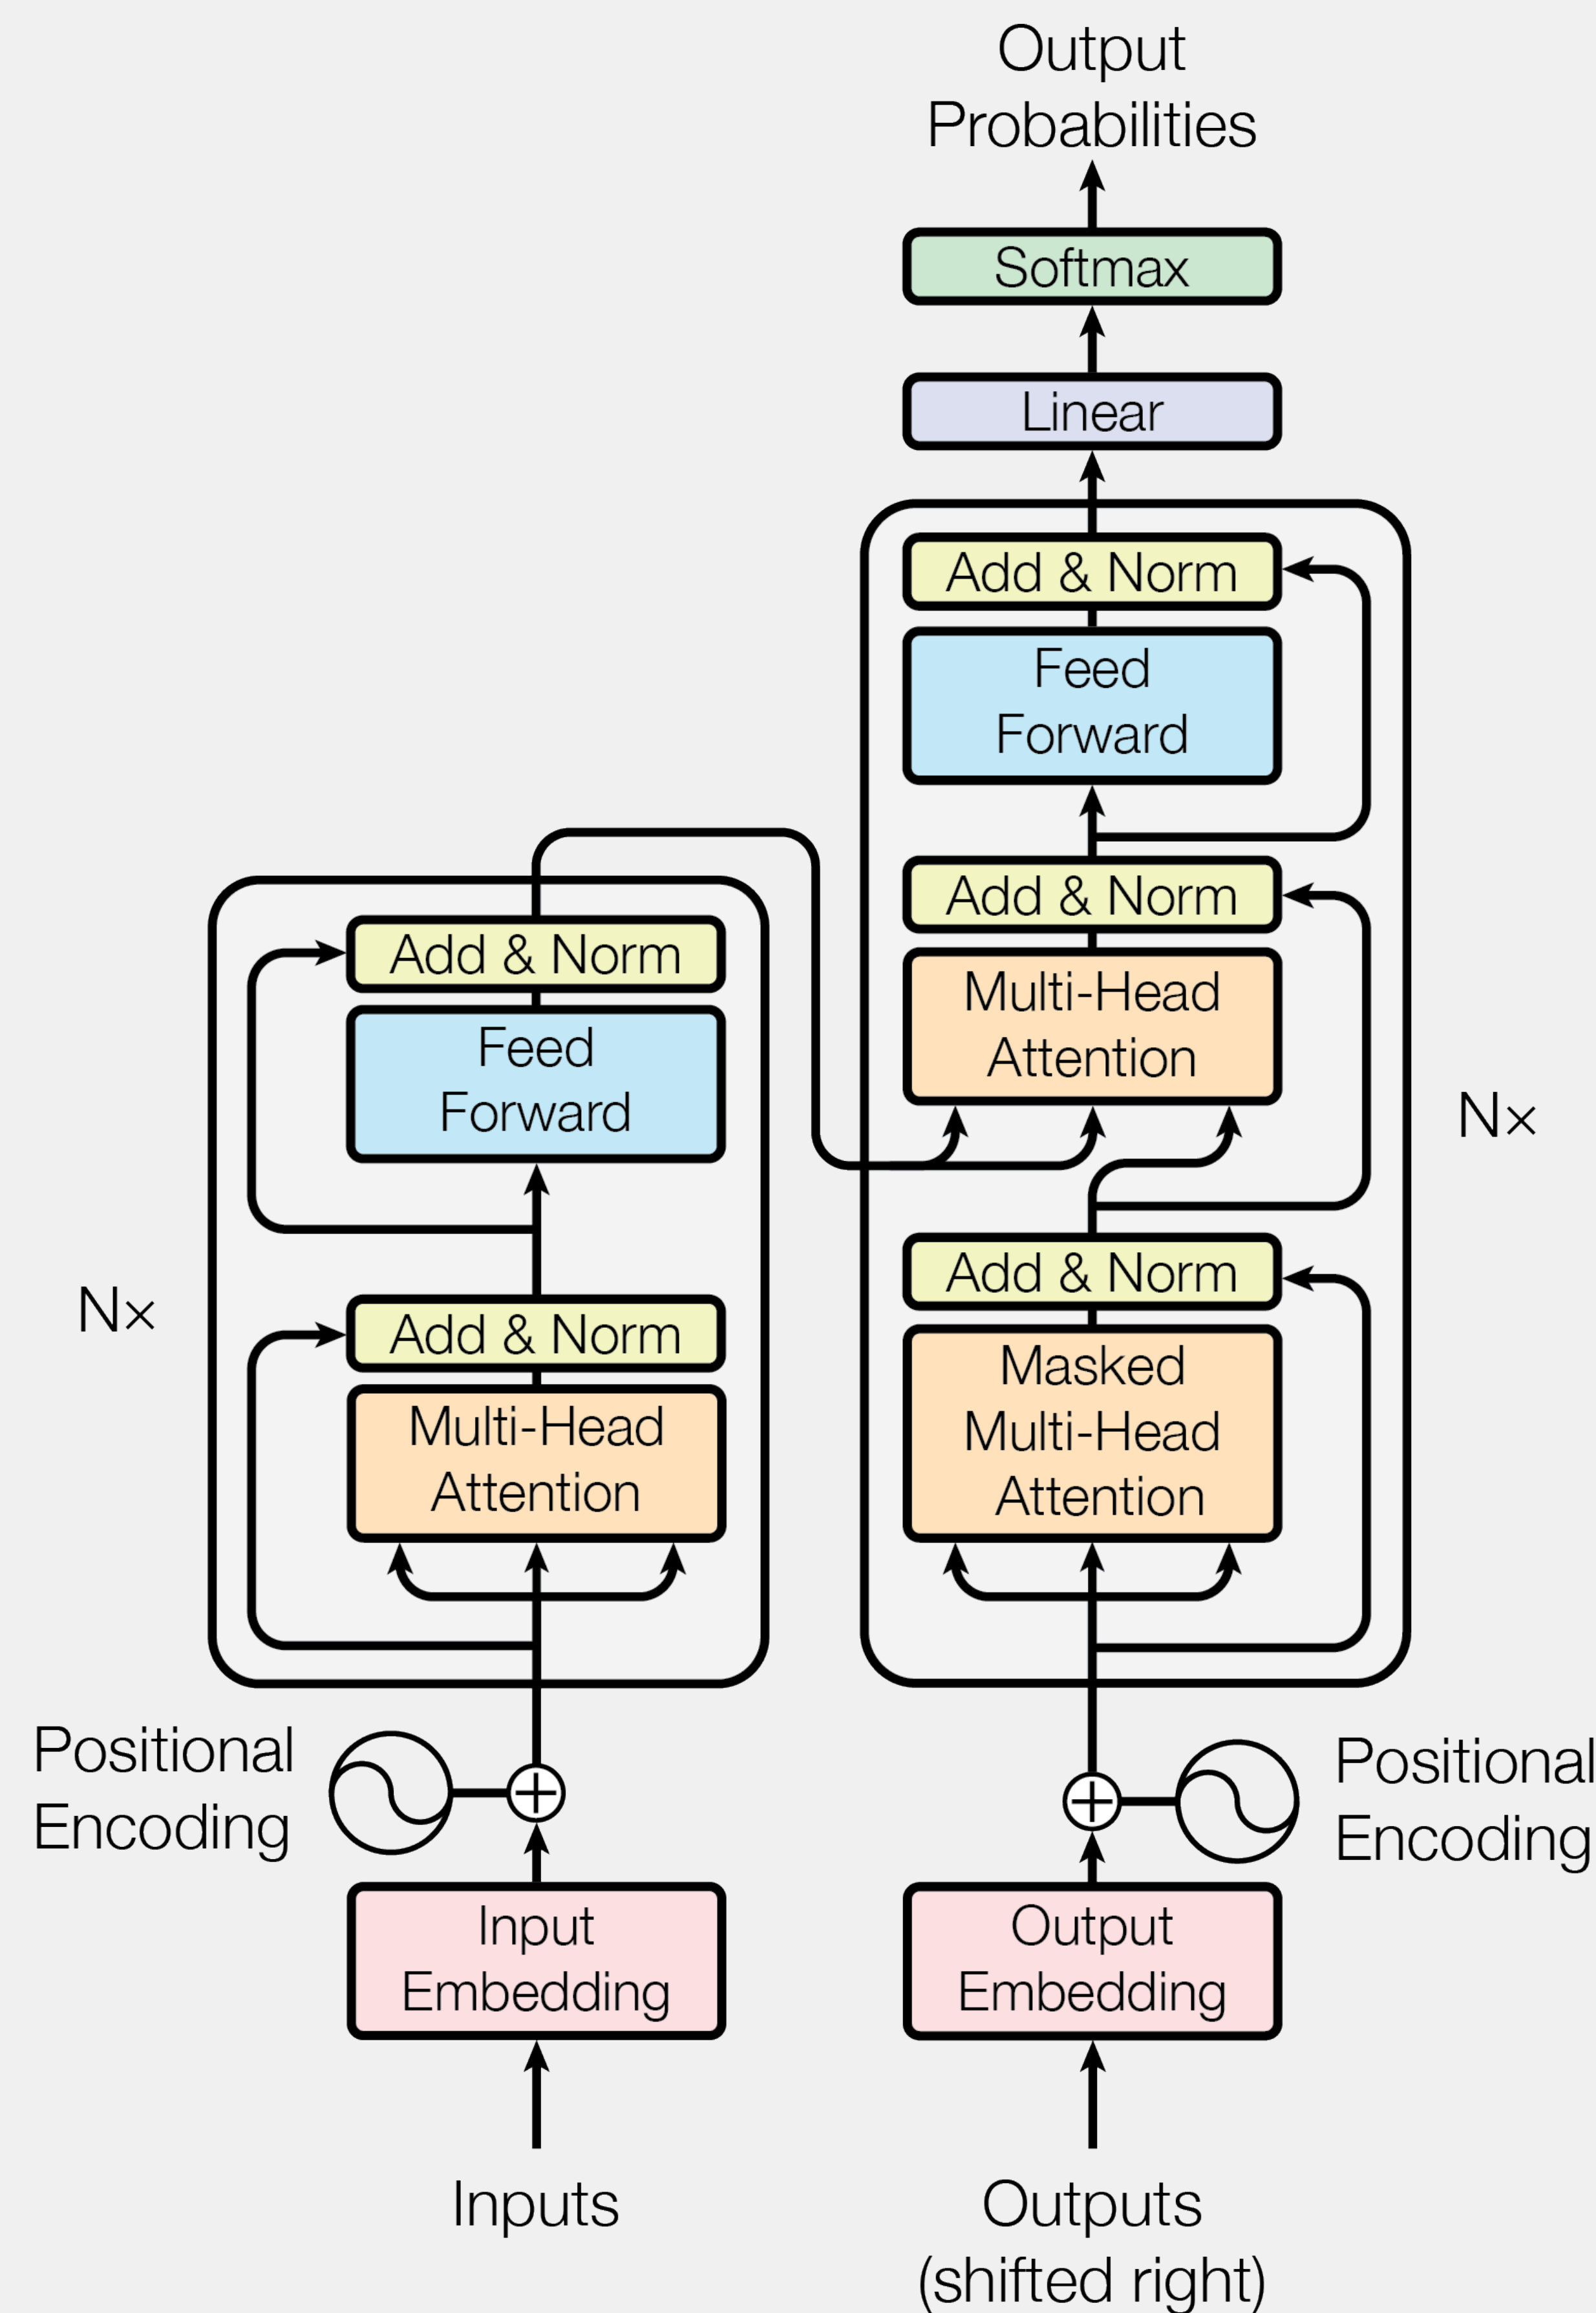 Output
Probabilities
Softmax
Linear
Add & Norm
Feed
Forward
Add & Norm
Multi-Head
Attention
Nx
Add & Norm
Masked
Multi-Head
Attention
Add & Norm
Feed
Forward
Nx
Add & Norm
Multi-Head
Attention
Positional
Encoding
Positional
Encoding
Input
Embedding
Output
Embedding
Inputs
Outputs
(shifted right)